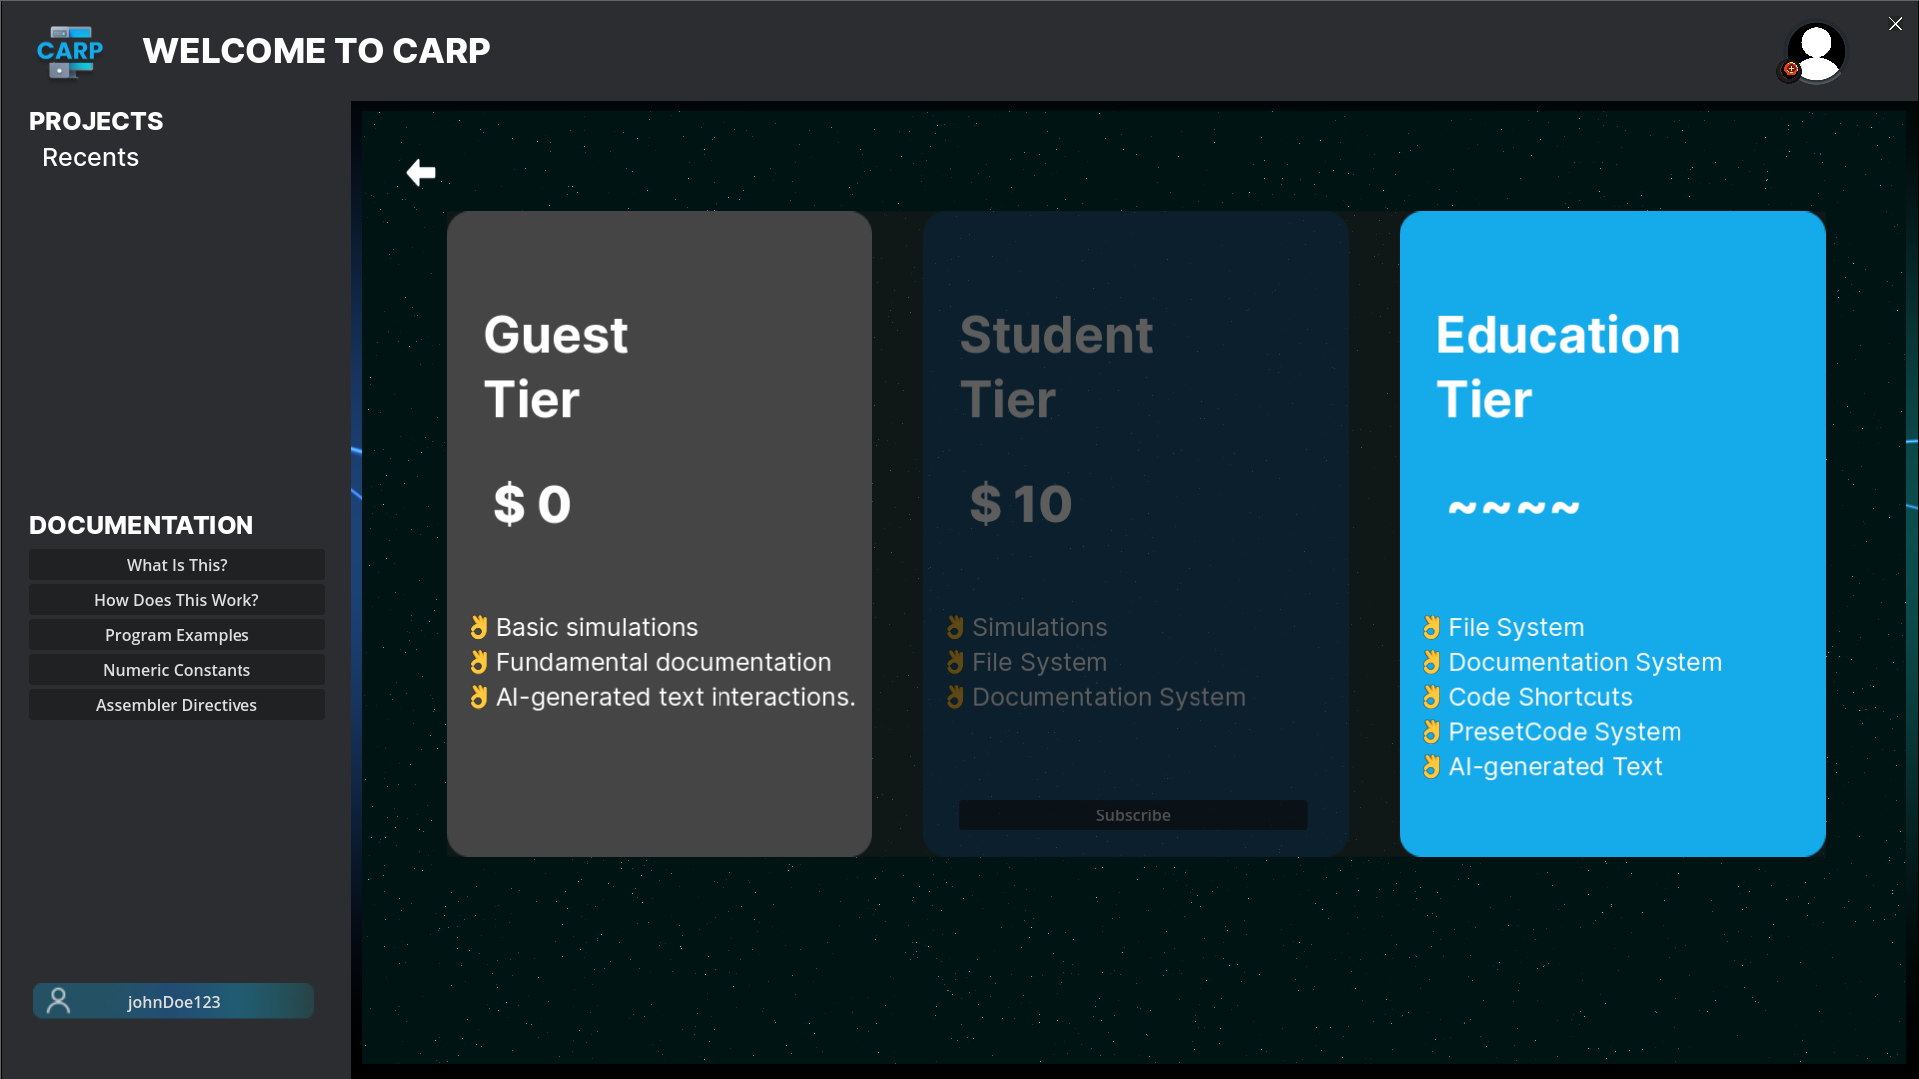 CARP
WELCOME TO CARP
PROJECTS
Recents
DOCUMENTATION
What Is This?
How Does This Work?
Program Examples
Numeric Constants
Assembler Directives
johnDoe123
Guest
Tier
$ 0
👌 Basic simulations
👌 Fundamental documentation
👌 AI-generated text interactions.
Student
Tier
$ 10
👌 Simulations
👌 File System
👌 Documentation System
Subscribe
Education
Tier
~~~~
👌 File System
👌 Documentation System
👌 Code Shortcuts
👌 PresetCode System
👌 AI-generated Text